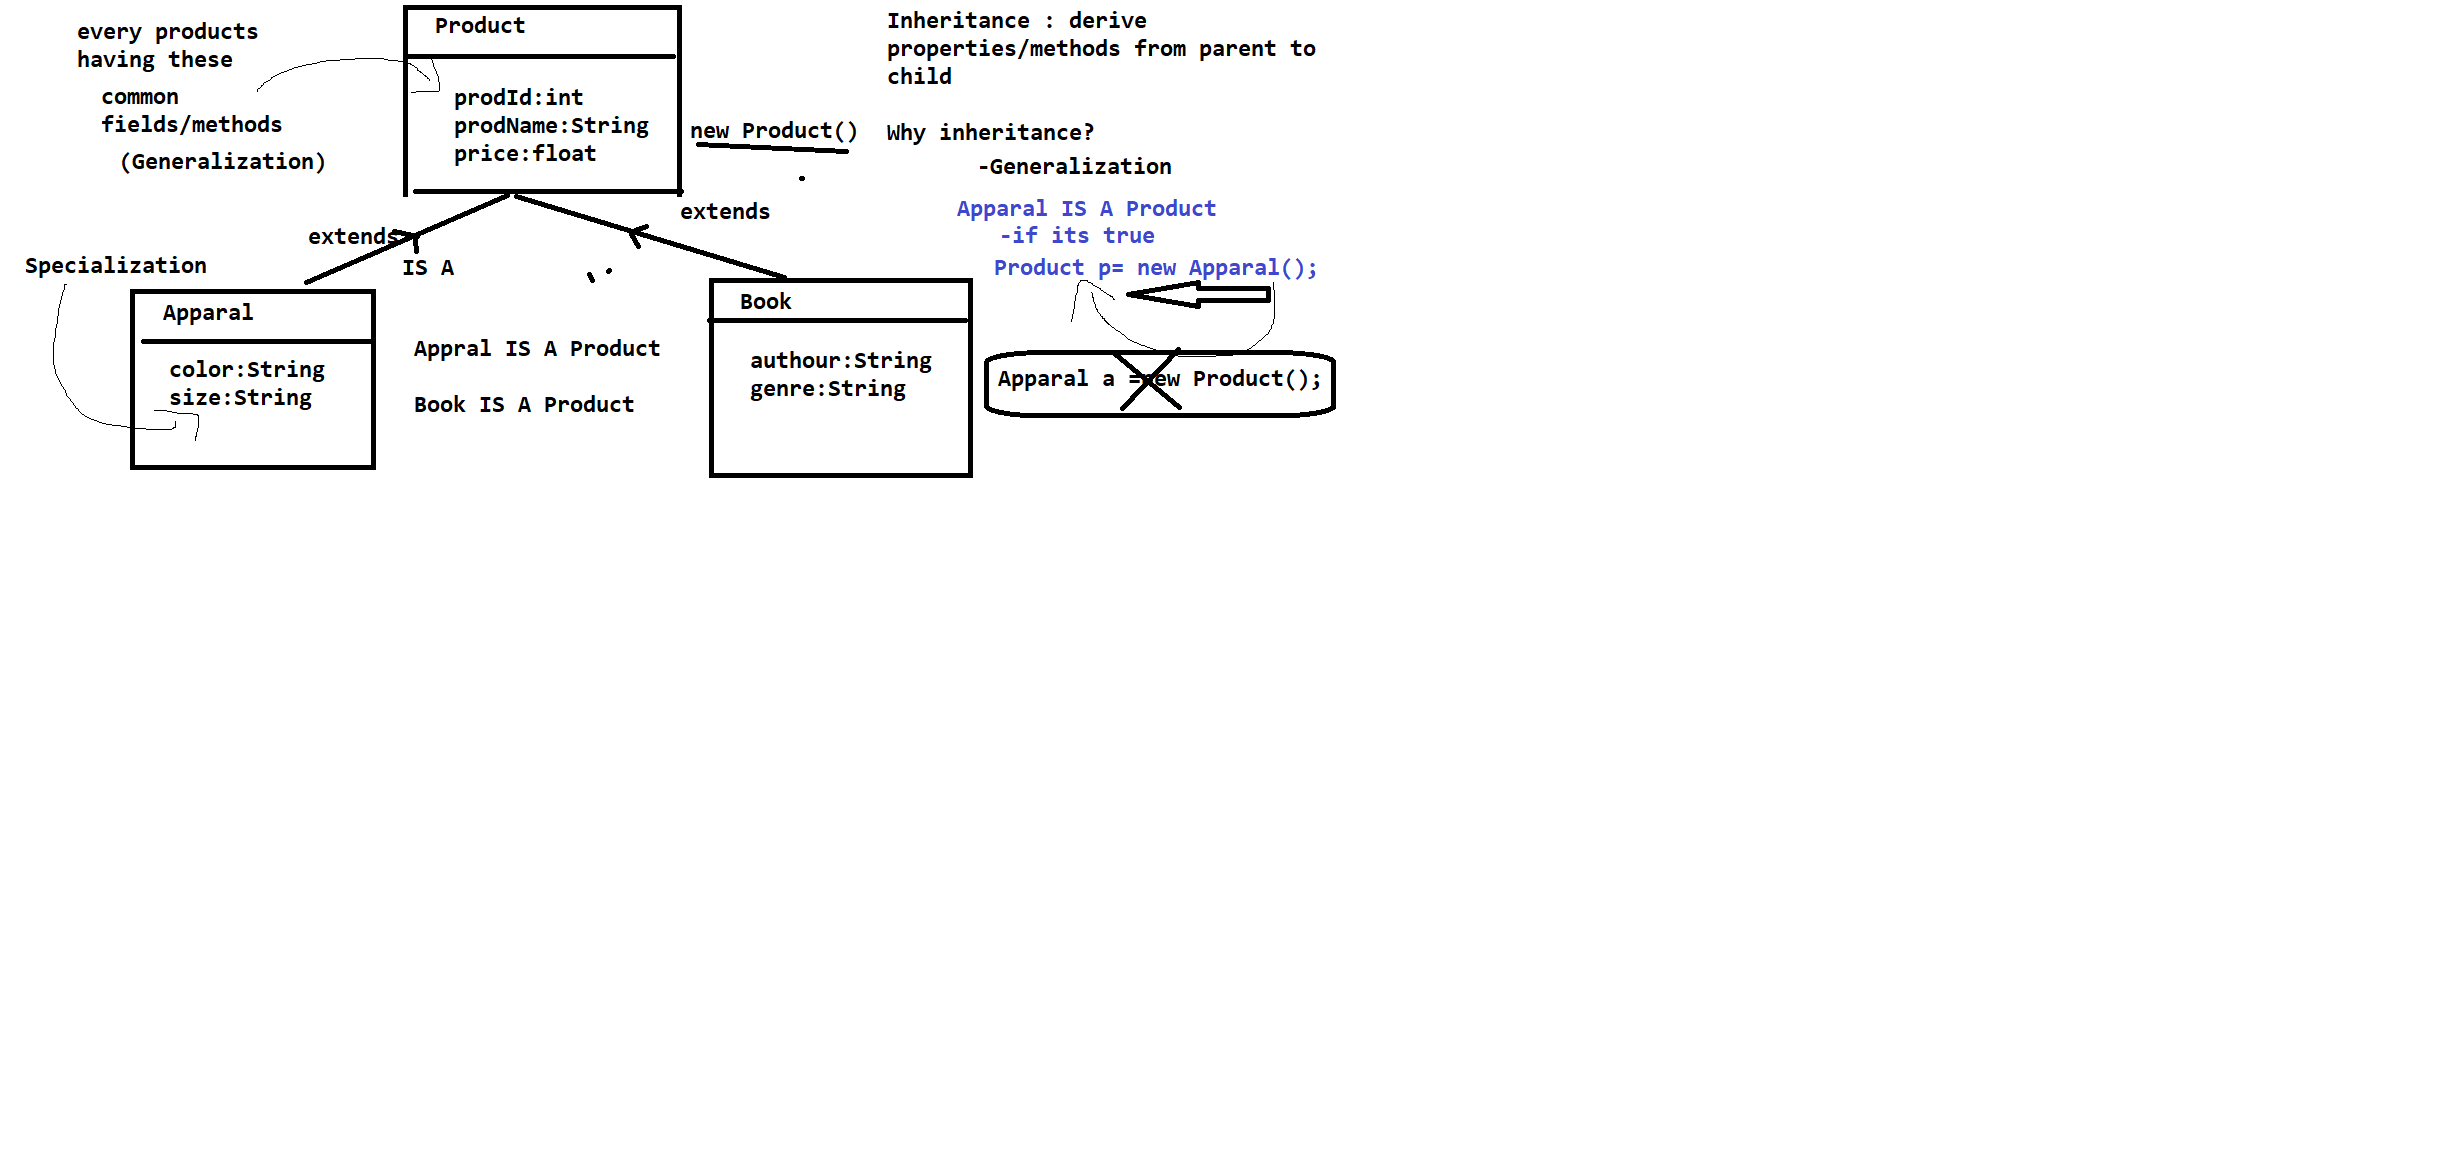 every products
having these
common
fields/methods
(Generalization)
Product
prodId:int
prodName:String
price:float
new Product()
Inheritance : derive
properties/methods from parent to
child
Why inheritance?
-Generalization
Apparal IS A Product
-if its true
Product p= new Apparal();
Apparal a =new Product();
extends
extends
IS A
Specialization
Apparal
color:String
size:String
Appral IS A Product
Book IS A Product
Book
authour:String
genre:String